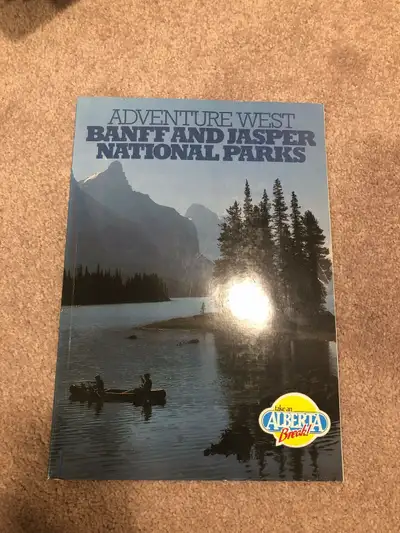 ADVENTURE WEST
BANFF AND JASPER
NATIONAL PARKS
take an
ALBERTA
Break!